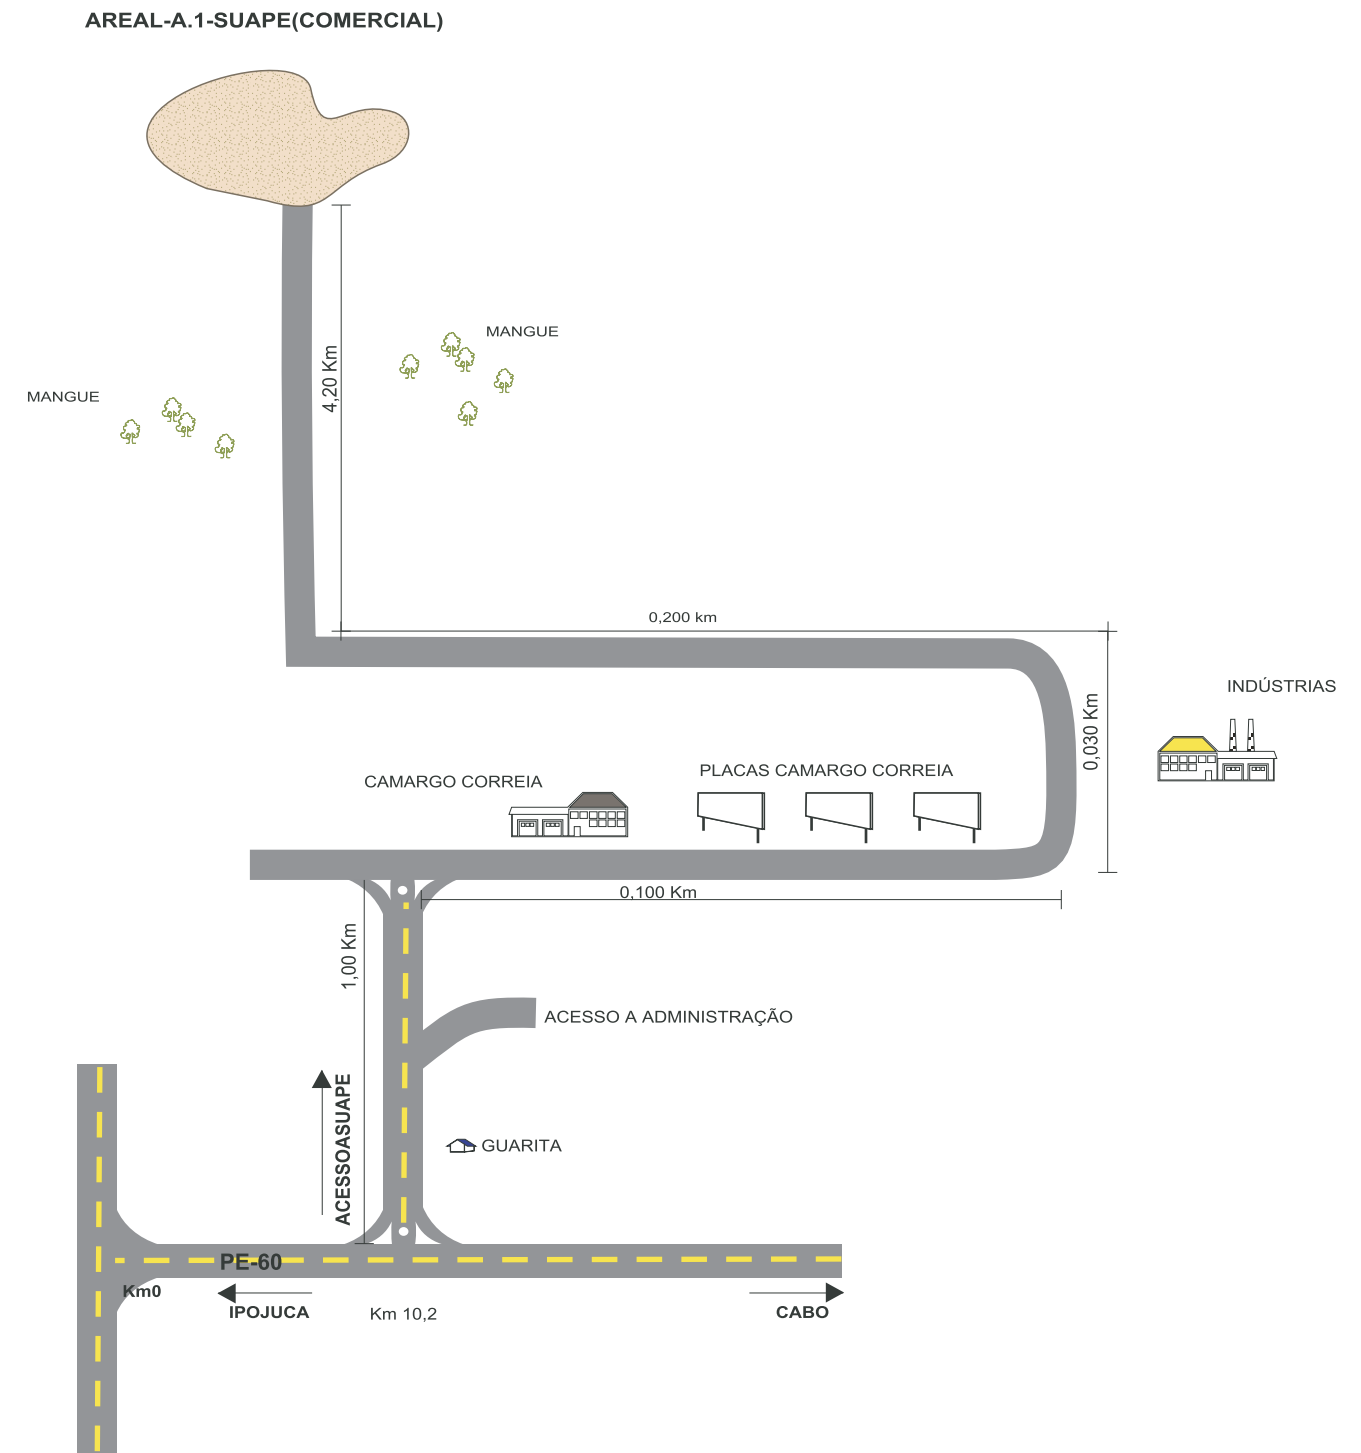 AREAL-A.1-SUAPE(COMERCIAL)
MANGUE
MANGUE
4,20 Km
0,200 km
INDÚSTRIAS
0,030 Km
PLACAS CAMARGO CORREIA
CAMARGO CORREIA
0,100 Km
1,00 Km
ACESSO A ADMINISTRAÇÃO
ACESSOASUAPE
GUARITA
PE-60
Km0
IPOJUCA
Km 10,2
CABO